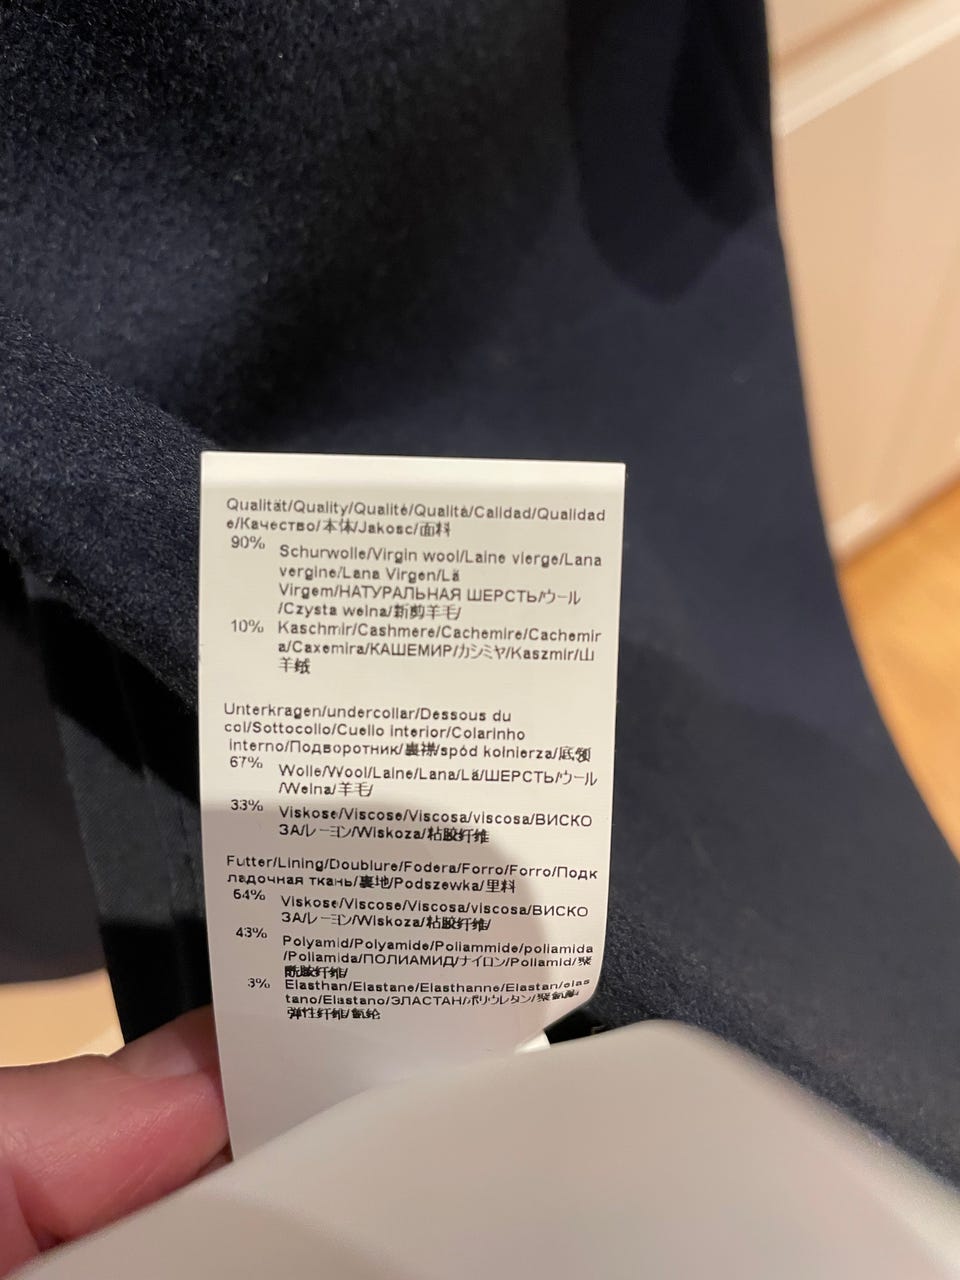 Qualität/Quality/Qualité/Qualità/Calidad/Qualidad
e/Качество/本体/Jakosc/面料
90% Schurwolle/Virgin wool/Laine vierge/Lana
vergine/Lana Virgen/Lã
Virgem/НАТУРАЛЬНАЯ ШЕРСТЬ/ウール
/Czysta welna/新剪羊毛/
10% Kaschmir/Cashmere/Cachemire/Cachemir
a/Caxemira/КАШЕМИР/カシミヤ/Kaszmir/山
羊绒
Unterkragen/undercollar/Dessous du
col/Sottocollo/Cuello interior/Colarinho
interno/Подворотник/裏襟/spód kolnierza/底领
67% Wolle/Wool/Laine/Lana/Lã/ШЕРСТЬ/ウール
/Welna/羊毛/
33% Viskose/Viscose/Viscosa/viscosa/ВИСКО
ЗА/レーヨン/Wiskoza/粘胶纤维
Futter/Lining/Doublure/Fodera/Forro/Forro/Подк
ладочная ткань/裏地/Podszewka/里料
54% Viskose/Viscose/Viscosa/viscosa/ВИСКО
ЗА/レーヨン/Wiskoza/粘胶纤维/
43% Polyamid/Polyamide/Poliammide/poliamida
/Poliamida/ПОЛИАМИД/ナイロン/Poliamid/聚
酰胺纤维/
3% Elasthan/Elastane/Elasthanne/Elastan/elas
tano/Elastano/ЭЛАСТАН/ポリウレタン/聚氨酯
弹性纤维/氨纶